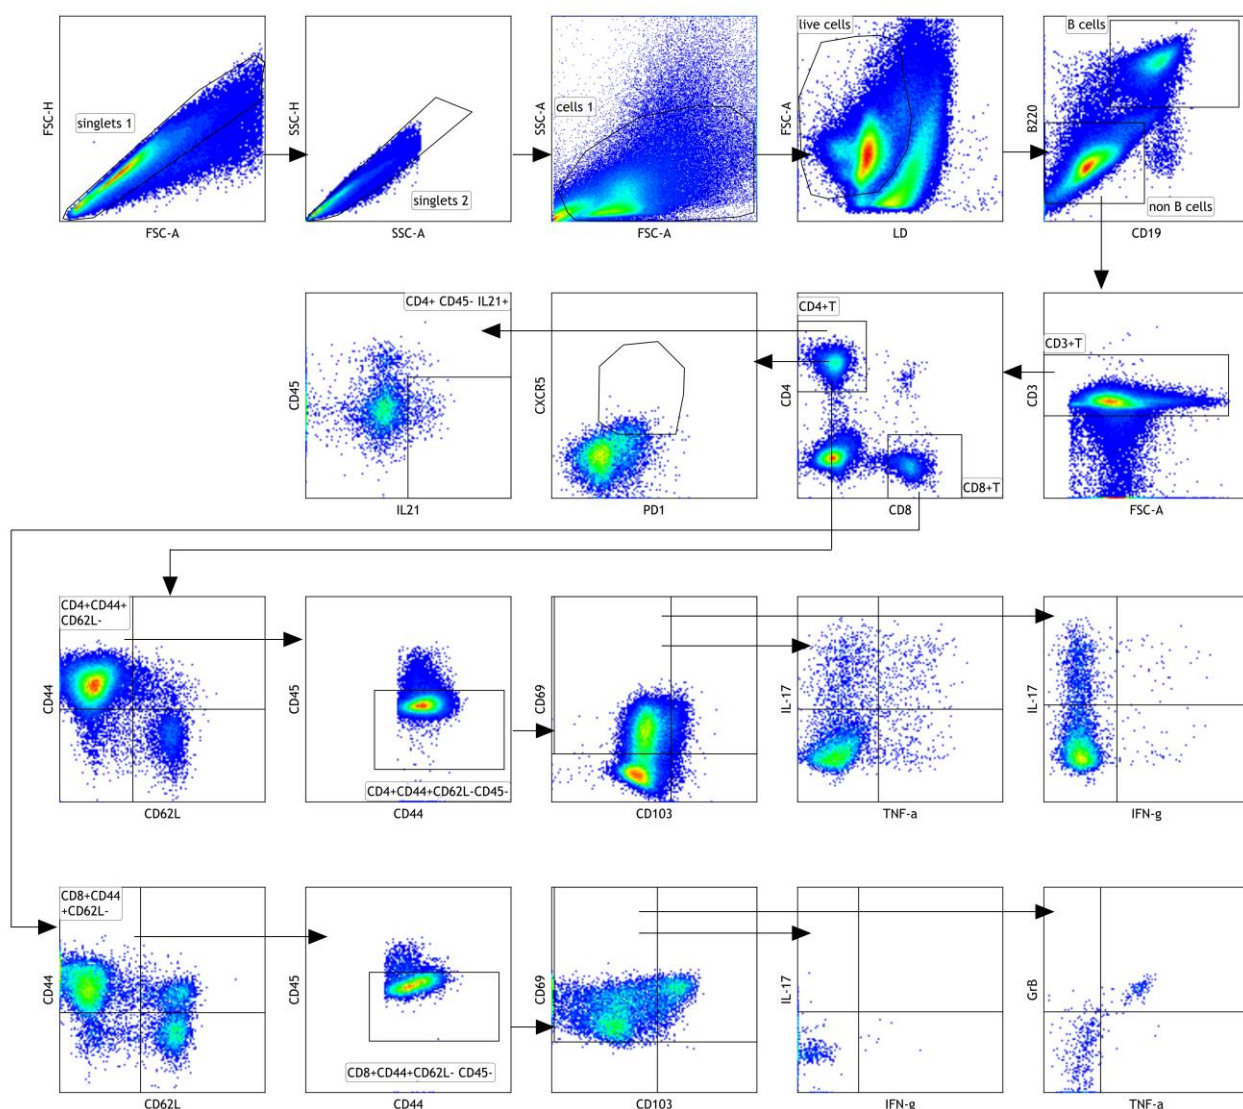 FSC-H
singlets 1
FSC-A
SSC-H
singlets 2
SSC-A
SSC-A
cells 1
FSC-A
FSC-A
live cells
LD
B220
B cells
non B cells
CD19
CD45
CD4+ CD45- IL21+
IL21
CXCR5
PD1
CD4
CD4+T
CD8+T
CD8
CD3
CD3+T
FSC-A
CD44
CD4+CD44+
CD62L-
CD62L
CD45
CD4+CD44+CD62L-CD45-
CD44
CD69
CD103
IL-17
TNF-a
IL-17
IFN-g
CD44
CD8+CD44
+CD62L-
CD62L
CD45
CD8+CD44+CD62L- CD45-
CD44
CD69
CD103
IL-17
IFN-g
GrB
TNF-a